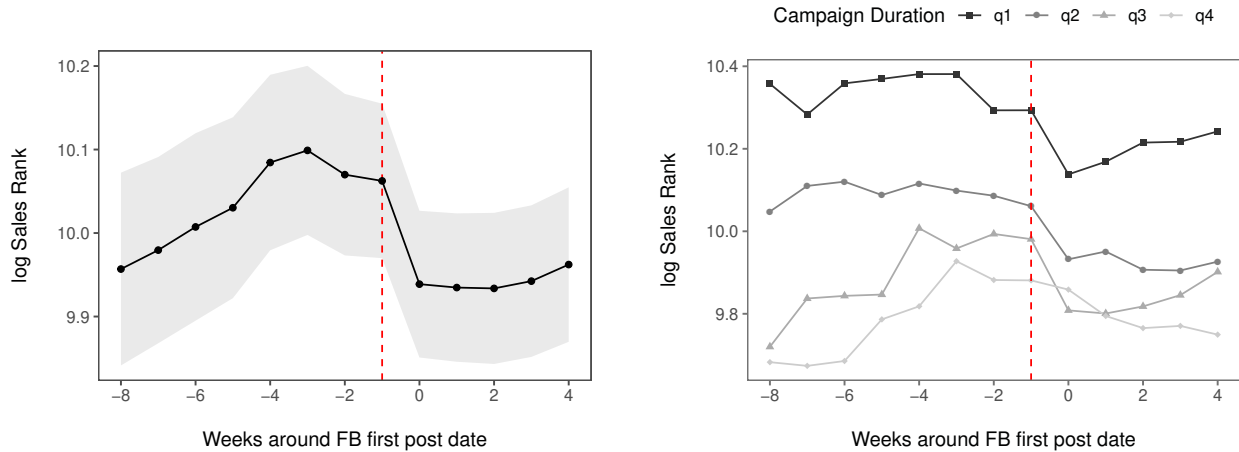 Campaign Duration q1 q2 q3 q4
10.2
10.1
10.0
9.9
log Sales Rank
−8 −6 −4 −2 0 2 4
Weeks around FB first post date
10.4
10.2
10.0
9.8
log Sales Rank
−8 −6 −4 −2 0 2 4
Weeks around FB first post date